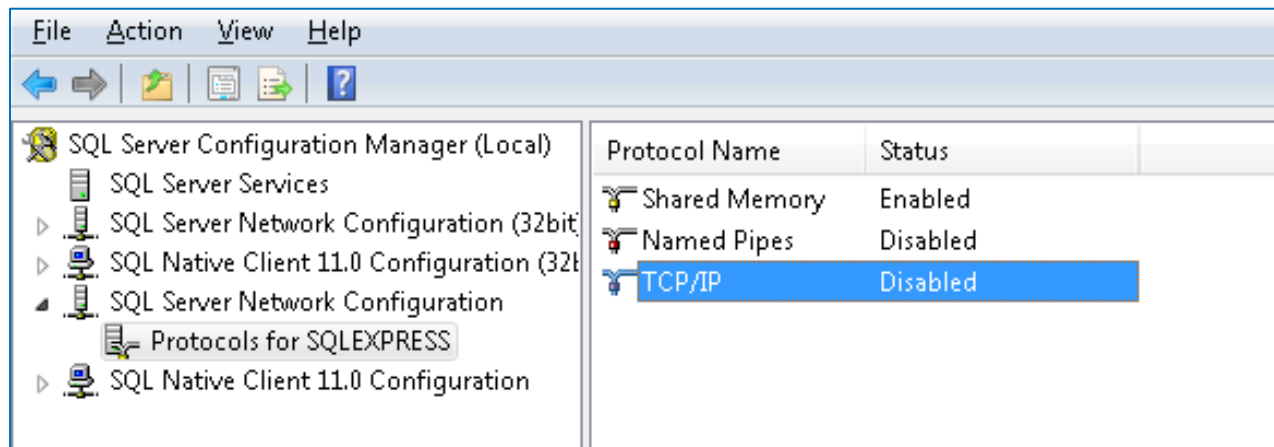 File Action View Help
SQL Server Configuration Manager (Local)
SQL Server Services
SQL Server Network Configuration (32bit
SQL Native Client 11.0 Configuration (32b
SQL Server Network Configuration
Protocols for SQLEXPRESS
SQL Native Client 11.0 Configuration
Protocol Name Status
Shared Memory Enabled
Named Pipes Disabled
TCP/IP Disabled